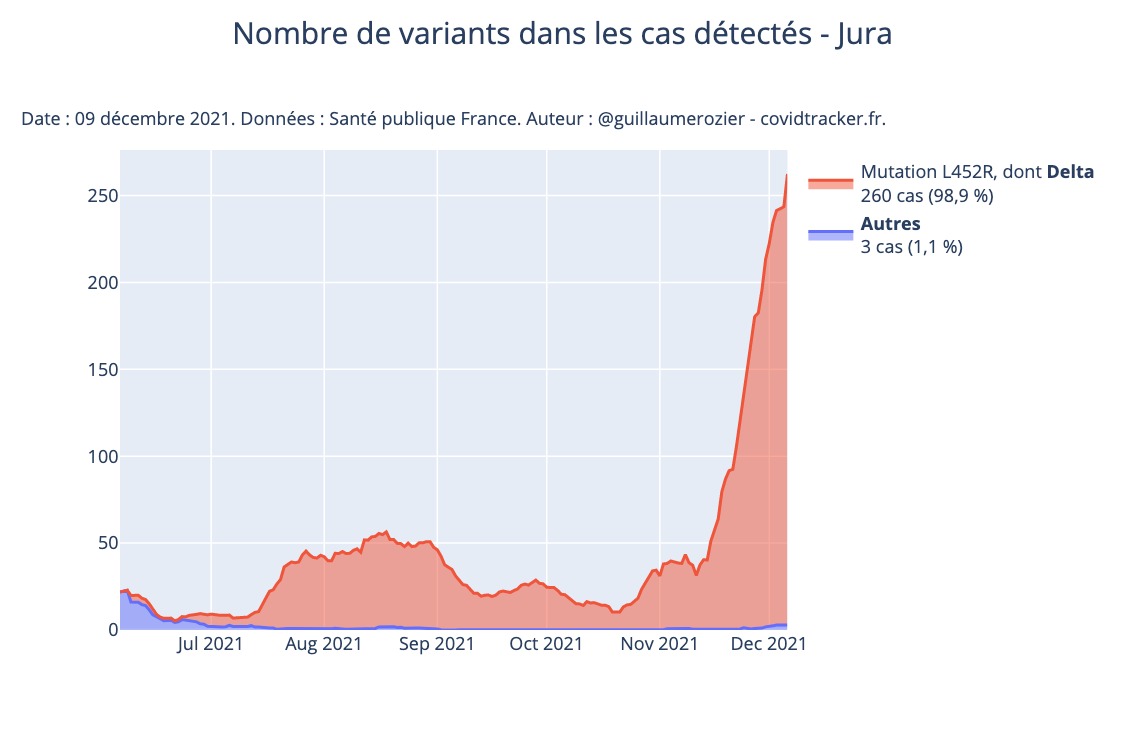 Nombre de variants dans les cas détectés - Jura
Date : 09 décembre 2021. Données : Santé publique France. Auteur : @guillaumerozier - covidtracker.fr.
Mutation L452R, dont Delta
260 cas (98,9 %)
Autres
3 cas (1,1 %)
250
200
150
100
50
0
Jul 2021
Aug 2021
Sep 2021
Oct 2021
Nov 2021
Dec 2021